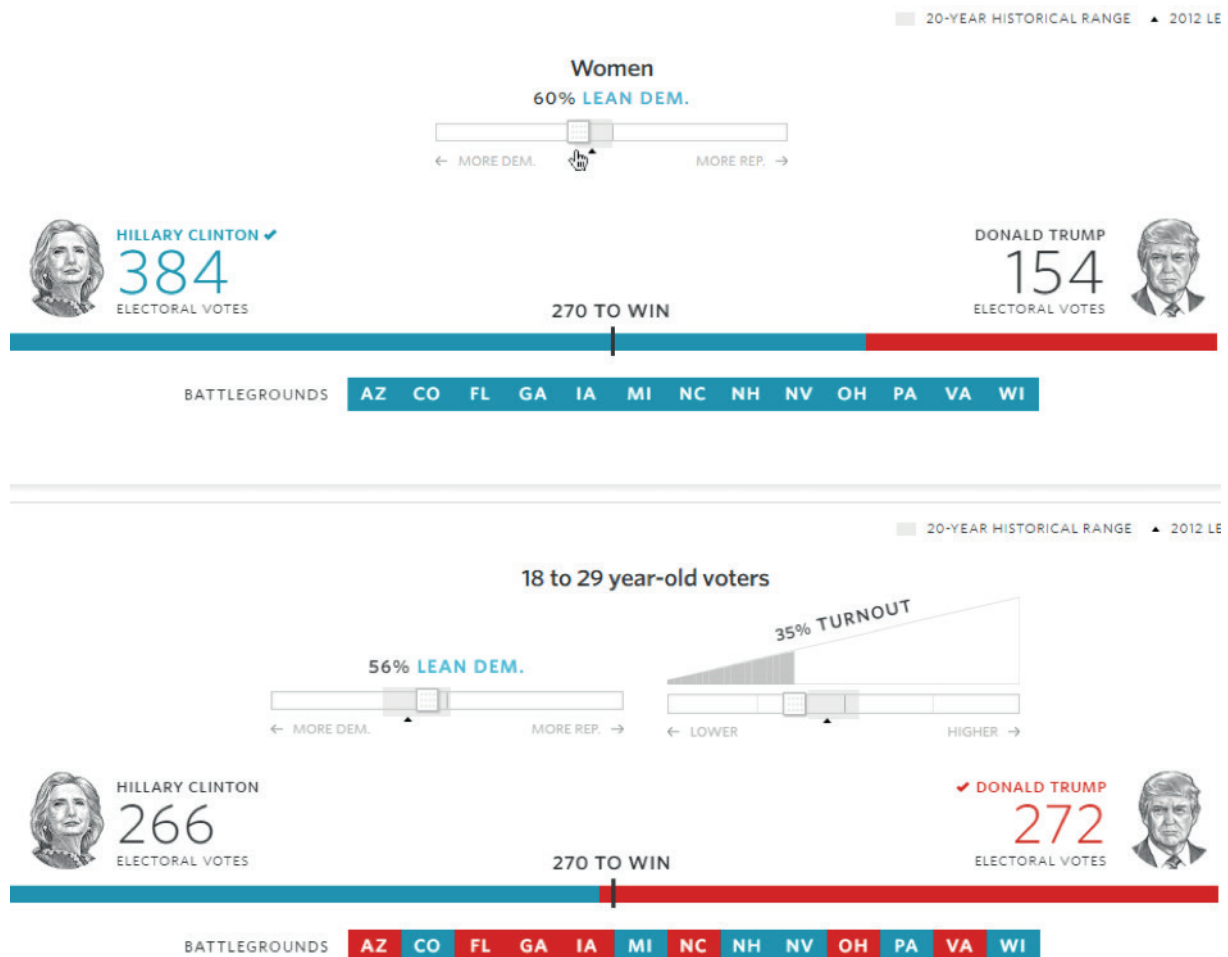 20-YEAR HISTORICAL RANGE ▲ 2012 LE
Women
60% LEAN DEM.
← MORE DEM. MORE REP. →
HILLARY CLINTON ✔ DONALD TRUMP
384 154
ELECTORAL VOTES ELECTORAL VOTES
270 TO WIN
BATTLEGROUNDS AZ CO FL GA IA MI NC NH NV OH PA VA WI
20-YEAR HISTORICAL RANGE ▲ 2012 LE
18 to 29 year-old voters
35% TURNOUT
56% LEAN DEM.
← MORE DEM. MORE REP. → ← LOWER HIGHER →
HILLARY CLINTON ✔ DONALD TRUMP
266 272
ELECTORAL VOTES ELECTORAL VOTES
270 TO WIN
BATTLEGROUNDS AZ CO FL GA IA MI NC NH NV OH PA VA WI